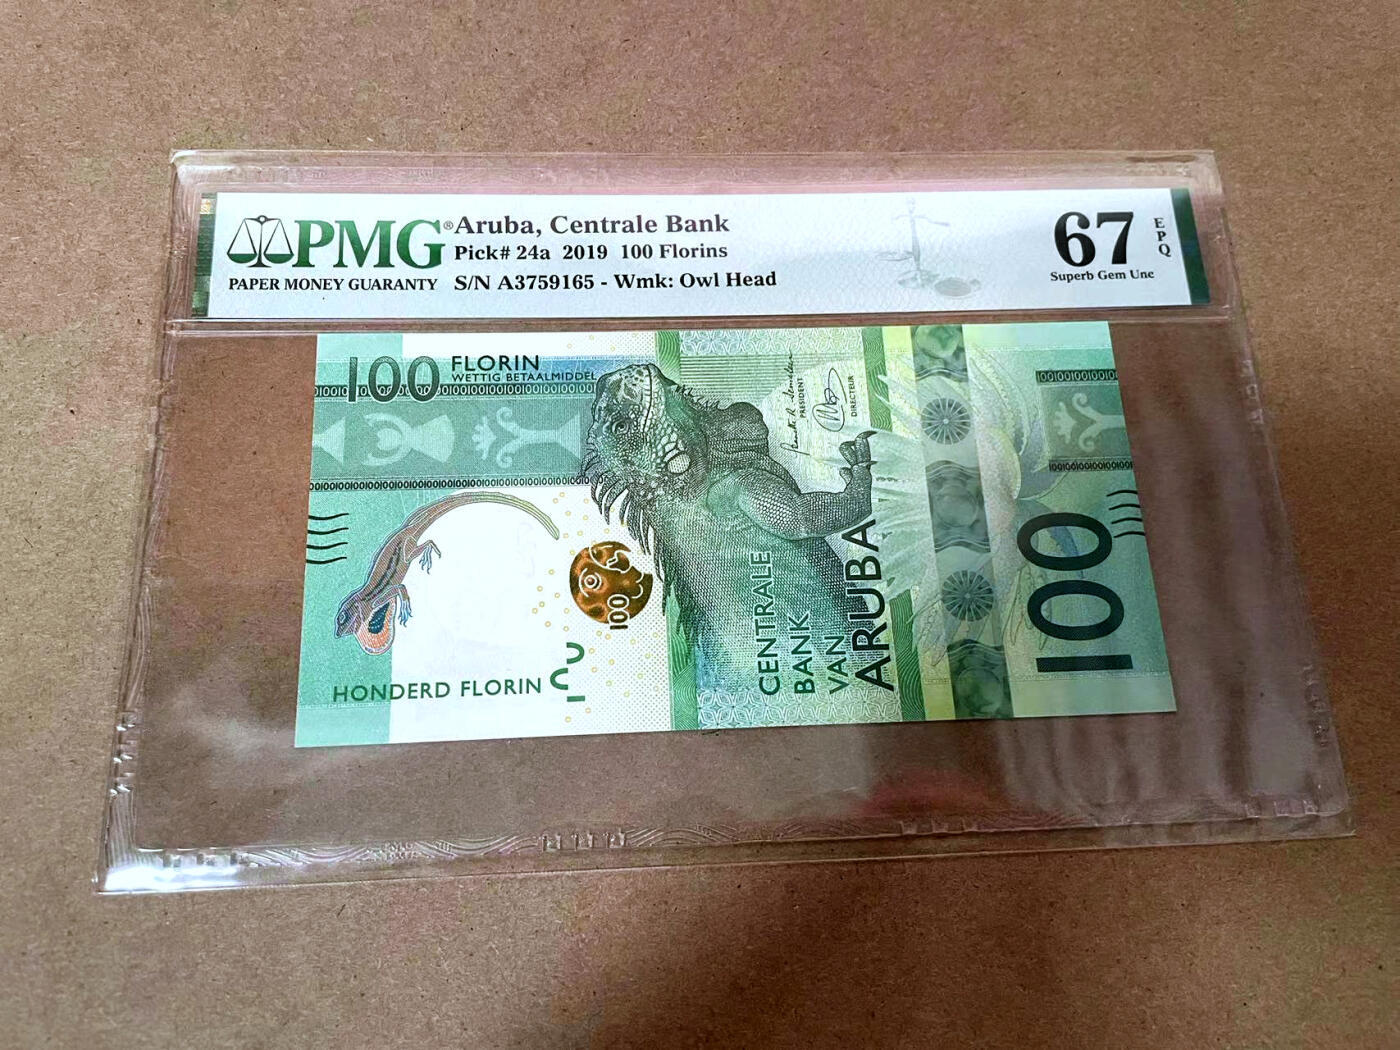 PMG®
PAPER MONEY GUARANTY
Aruba, Centrale Bank
Pick# 24a 2019 100 Florins
S/N A3759165 - Wmk: Owl Head
67
EPQ
Superb Gem Unc
100 FLORIN
WETTIG BETAALMIDDEL
PRESIDENT
DIRECTEUR
100
HONDERD FLORIN
CENTRALE
BANK
VAN
ARUBA
100